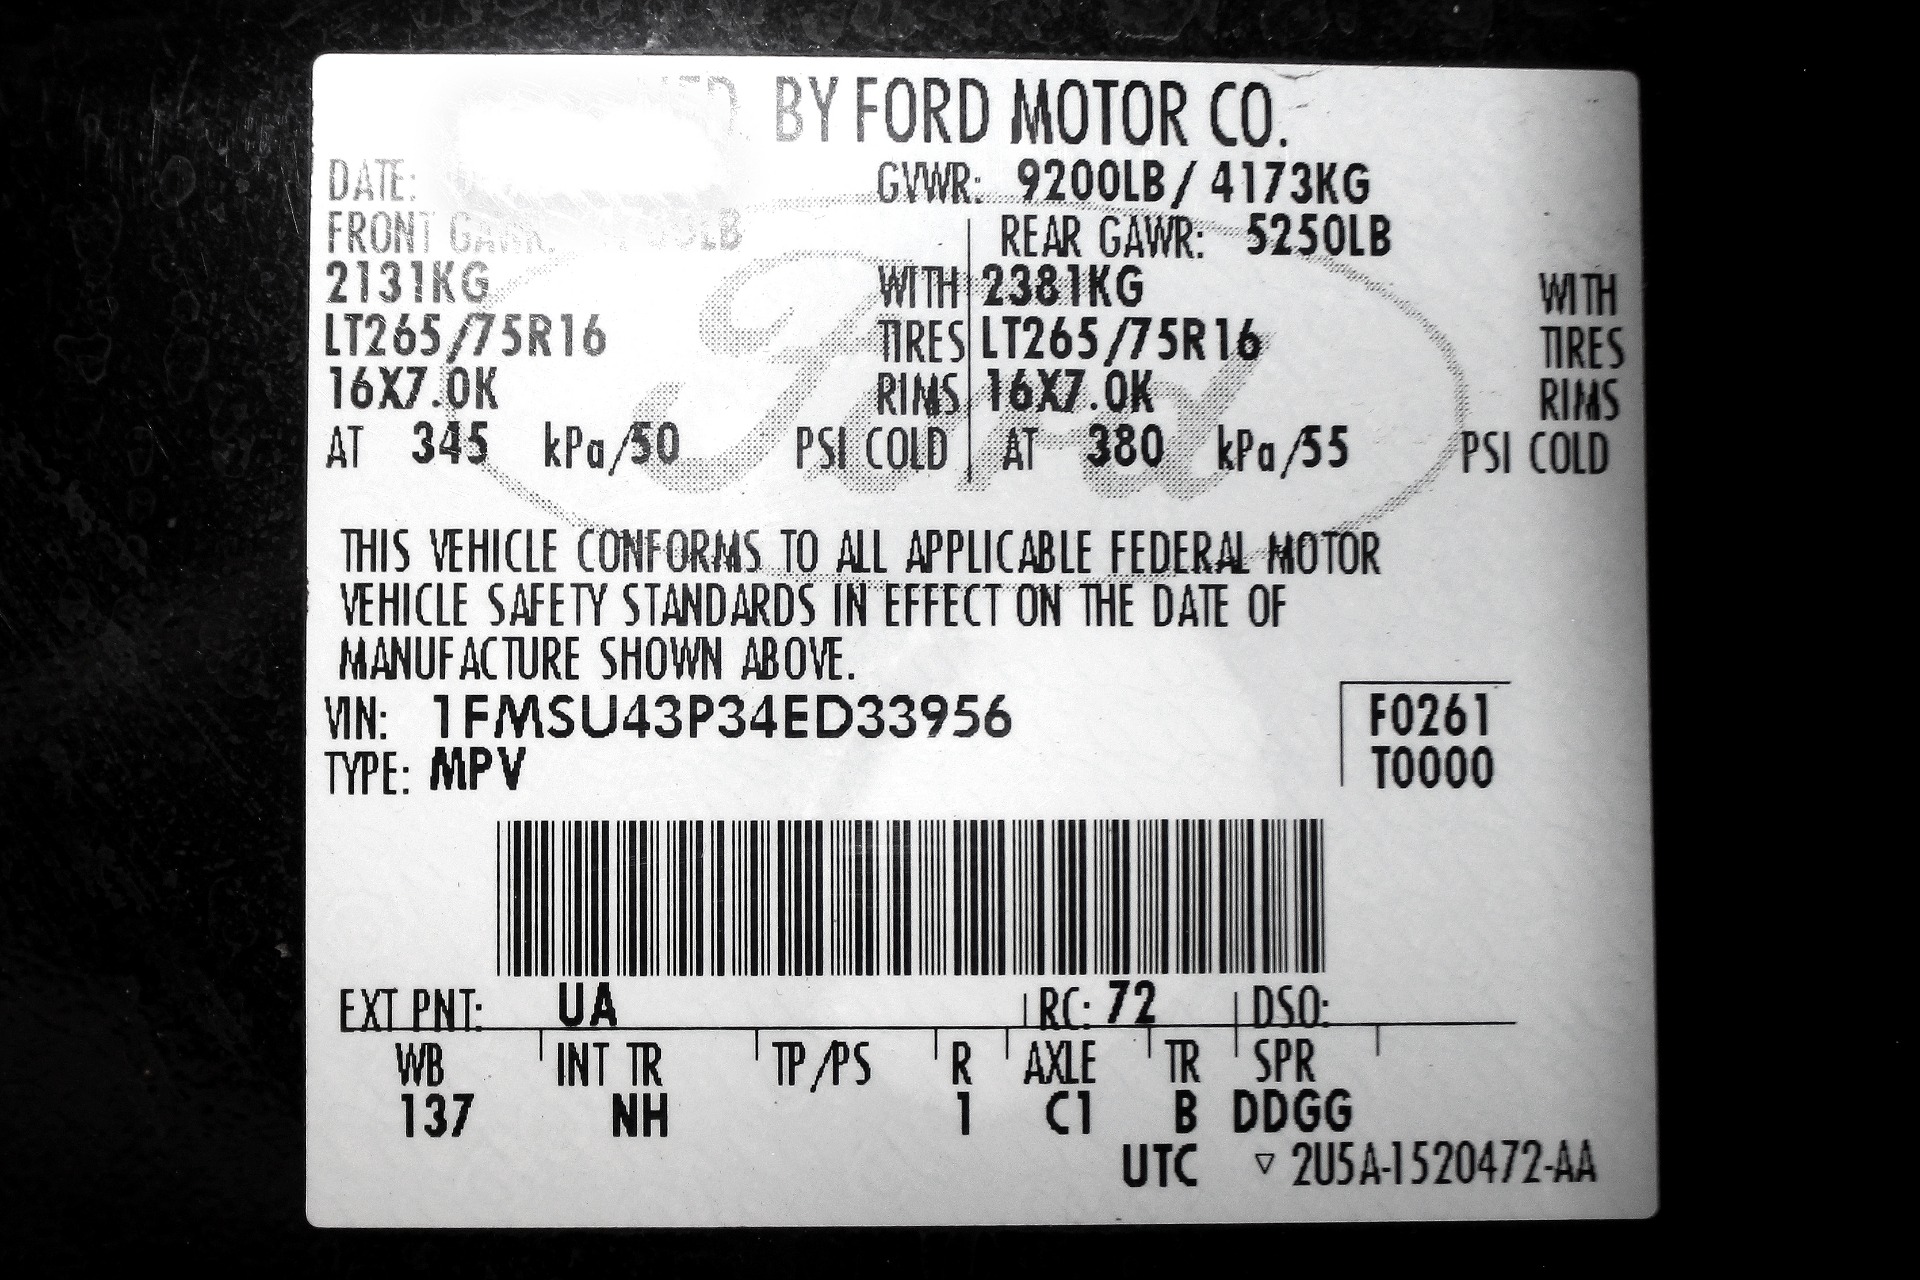 BY FORD MOTOR CO.
DATE: GVWR: 9200LB/ 4173KG
FRONT GAWR: REAR GAWR: 5250LB
2131KG WITH 2381KG WITH
LT265/75R16 TIRES LT265/75R16 TIRES
16X7.0K RIMS 16X7.0K RIMS
AT 345 kPa/50 PSI COLD AT 380 kPa/55 PSI COLD
Ford
THIS VEHICLE CONFORMS TO ALL APPLICABLE FEDERAL MOTOR
VEHICLE SAFETY STANDARDS IN EFFECT ON THE DATE OF
MANUFACTURE SHOWN ABOVE.
VIN: 1FMSU43P34ED33956 F0261
TYPE: MPV T0000
EXT PNT: UA RC: 72 DSO:
WB INT TR TP/PS R AXLE TR SPR
137 NH 1 C1 B DDGG
UTC ▽ 2U5A-1520472-AA